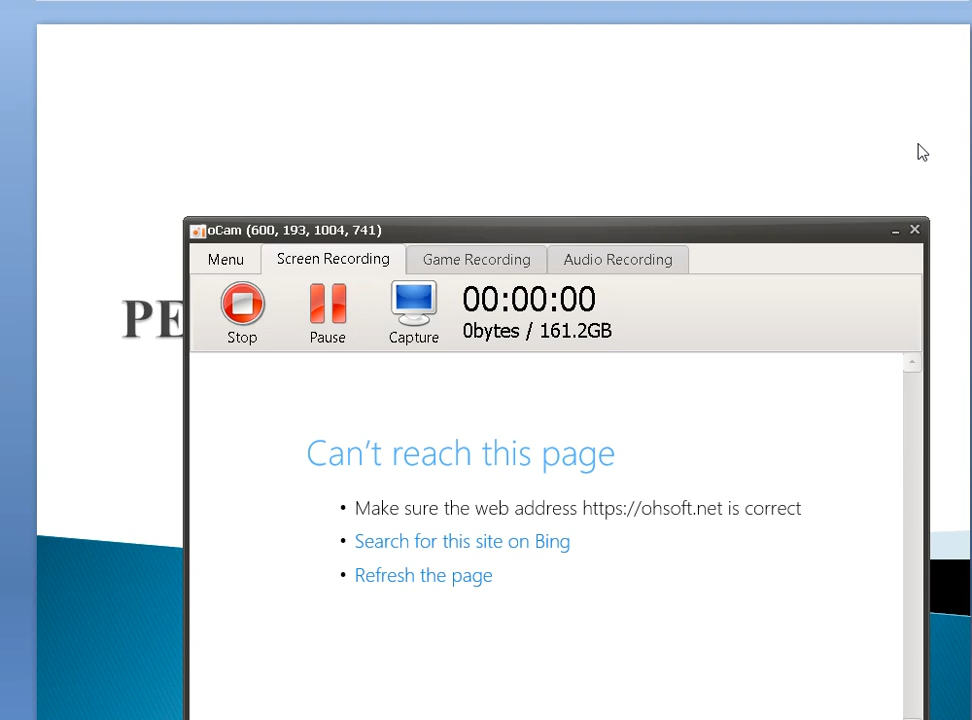 oCam (600, 193, 1004, 741)
Menu
Screen Recording
Game Recording
Audio Recording
00:00:00
0bytes / 161.2GB
Stop
Pause
Capture
PE
Can't reach this page
• Make sure the web address https://ohsoft.net is correct
• Search for this site on Bing
• Refresh the page